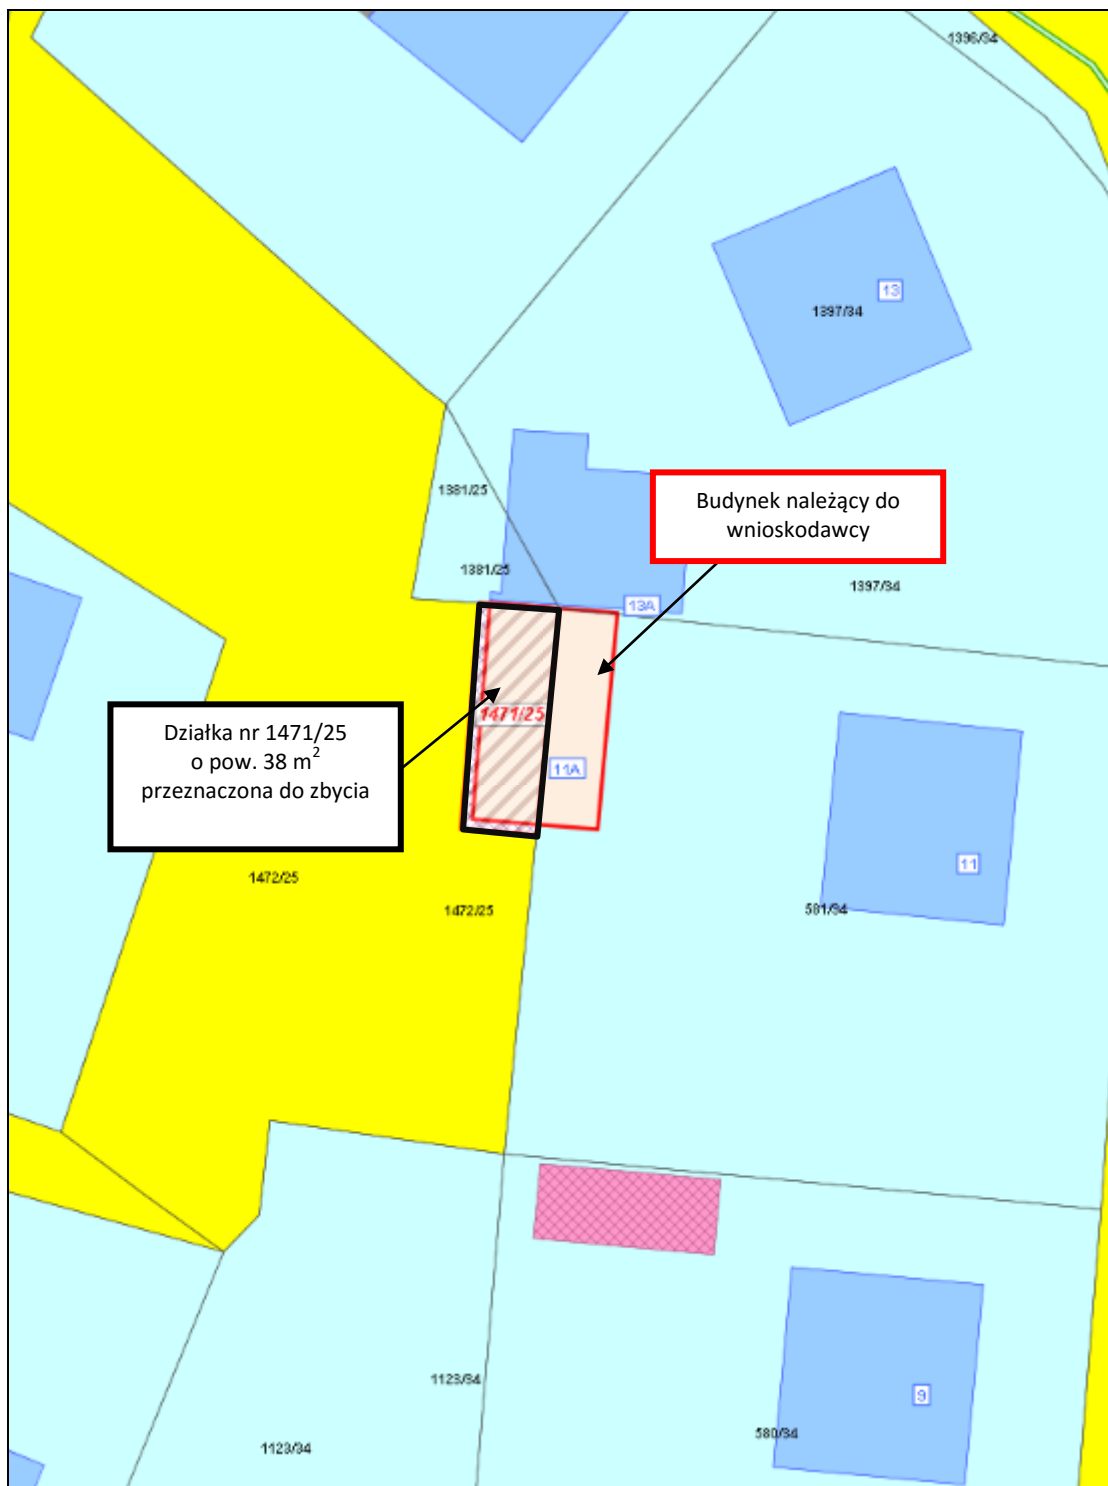 1396/34
13
1397/34
1381/25
Budynek należący do
wnioskodawcy
1381/25
1397/34
13A
1471/25
Działka nr 1471/25
o pow. 38 m²
przeznaczona do zbycia
11A
11
1472/25
1472/25
581/34
1123/34
9
580/34
1123/34